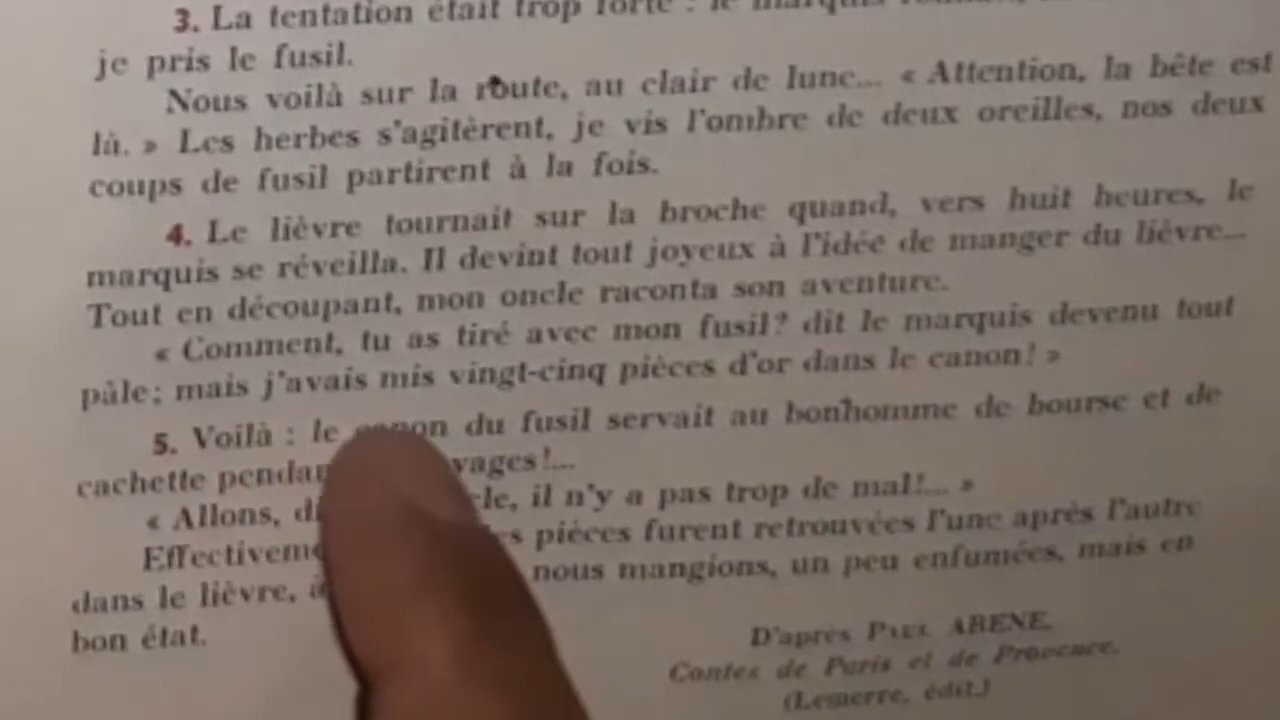 3. La tentation était trop forte : le marquis
je pris le fusil.
Nous voilà sur la route, au clair de lune... « Attention, la bête est
là. » Les herbes s'agitèrent, je vis l'ombre de deux oreilles, nos deux
coups de fusil partirent à la fois.
4. Le lièvre tournait sur la broche quand, vers huit heures, le
marquis se réveilla. Il devint tout joyeux à l'idée de manger du lièvre...
Tout en découpant, mon oncle raconta son aventure.
« Comment, tu as tiré avec mon fusil? dit le marquis devenu tout
pâle; mais j'avais mis vingt-cinq pièces d'or dans le canon! »
5. Voilà : le canon du fusil servait au bonhomme de bourse et de
cachette
« Allons, il n'y a pas trop de mal!... »
pièces furent retrouvées l'une après l'autre
dans le lièvre, nous mangions, un peu enfumées, mais en
bon état.
D'après PAUL ARENE,
Contes de Paris et de Provence.
(Lemerre, édit.)